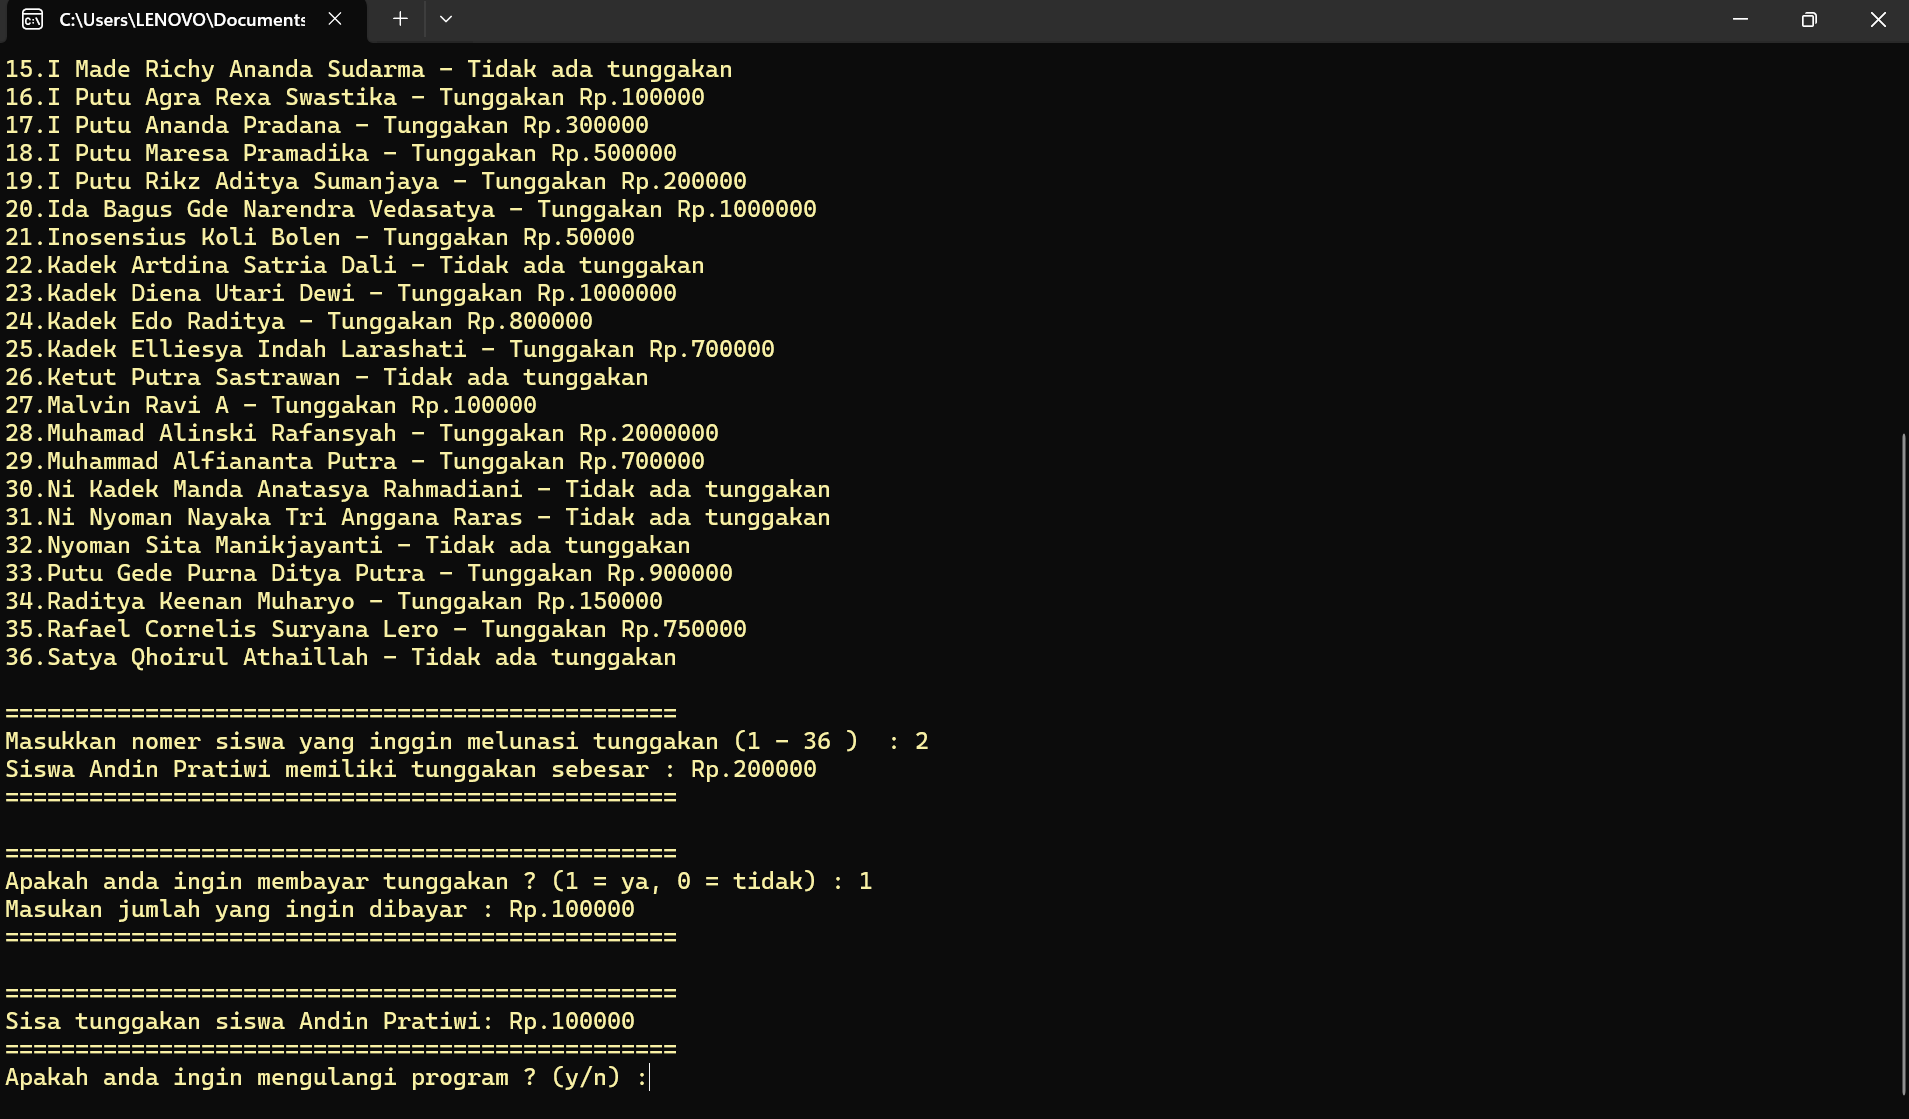 C:\Users\LENOVO\Documents
15.I Made Richy Ananda Sudarma - Tidak ada tunggakan
16.I Putu Agra Rexa Swastika - Tunggakan Rp.100000
17.I Putu Ananda Pradana - Tunggakan Rp.300000
18.I Putu Maresa Pramadika - Tunggakan Rp.500000
19.I Putu Rikz Aditya Sumanjaya - Tunggakan Rp.200000
20.Ida Bagus Gde Narendra Vedasatya - Tunggakan Rp.1000000
21.Inosensius Koli Bolen - Tunggakan Rp.50000
22.Kadek Artdina Satria Dali - Tidak ada tunggakan
23.Kadek Diena Utari Dewi - Tunggakan Rp.1000000
24.Kadek Edo Raditya - Tunggakan Rp.800000
25.Kadek Elliesya Indah Larashati - Tunggakan Rp.700000
26.Ketut Putra Sastrawan - Tidak ada tunggakan
27.Malvin Ravi A - Tunggakan Rp.100000
28.Muhamad Alinski Rafansyah - Tunggakan Rp.2000000
29.Muhammad Alfiananta Putra - Tunggakan Rp.700000
30.Ni Kadek Manda Anatasya Rahmadiani - Tidak ada tunggakan
31.Ni Nyoman Nayaka Tri Anggana Raras - Tidak ada tunggakan
32.Nyoman Sita Manikjayanti - Tidak ada tunggakan
33.Putu Gede Purna Ditya Putra - Tunggakan Rp.900000
34.Raditya Keenan Muharyo - Tunggakan Rp.150000
35.Rafael Cornelis Suryana Lero - Tunggakan Rp.750000
36.Satya Qhoirul Athaillah - Tidak ada tunggakan
================================================
Masukkan nomer siswa yang inggin melunasi tunggakan (1 - 36 )  : 2
Siswa Andin Pratiwi memiliki tunggakan sebesar : Rp.200000
================================================
================================================
Apakah anda ingin membayar tunggakan ? (1 = ya, 0 = tidak) : 1
Masukan jumlah yang ingin dibayar : Rp.100000
================================================
================================================
Sisa tunggakan siswa Andin Pratiwi: Rp.100000
================================================
Apakah anda ingin mengulangi program ? (y/n) :